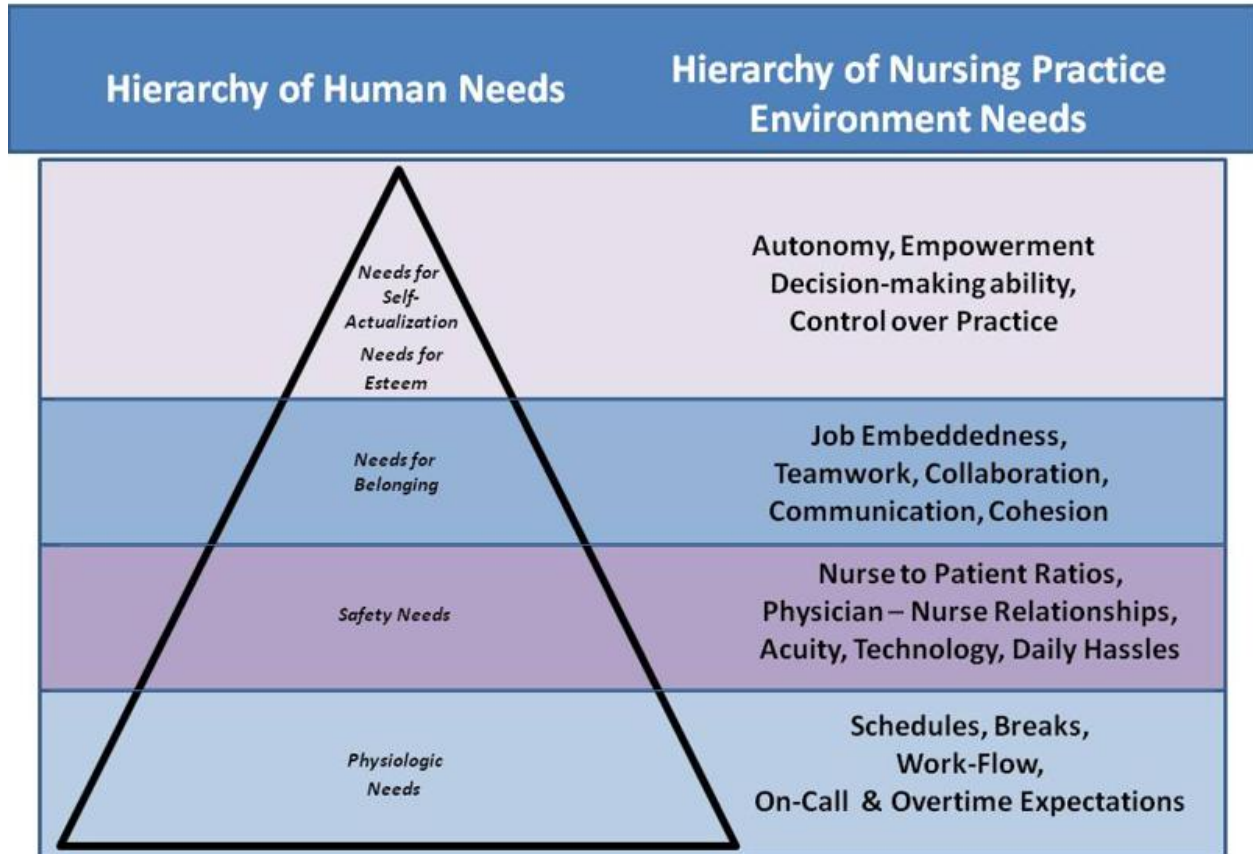 Hierarchy of Human Needs
Hierarchy of Nursing Practice
Environment Needs
Needs for
Self-
Actualization
Needs for
Esteem
Autonomy, Empowerment
Decision-making ability,
Control over Practice
Needs for
Belonging
Job Embeddedness,
Teamwork, Collaboration,
Communication, Cohesion
Safety Needs
Nurse to Patient Ratios,
Physician – Nurse Relationships,
Acuity, Technology, Daily Hassles
Physiologic
Needs
Schedules, Breaks,
Work-Flow,
On-Call & Overtime Expectations